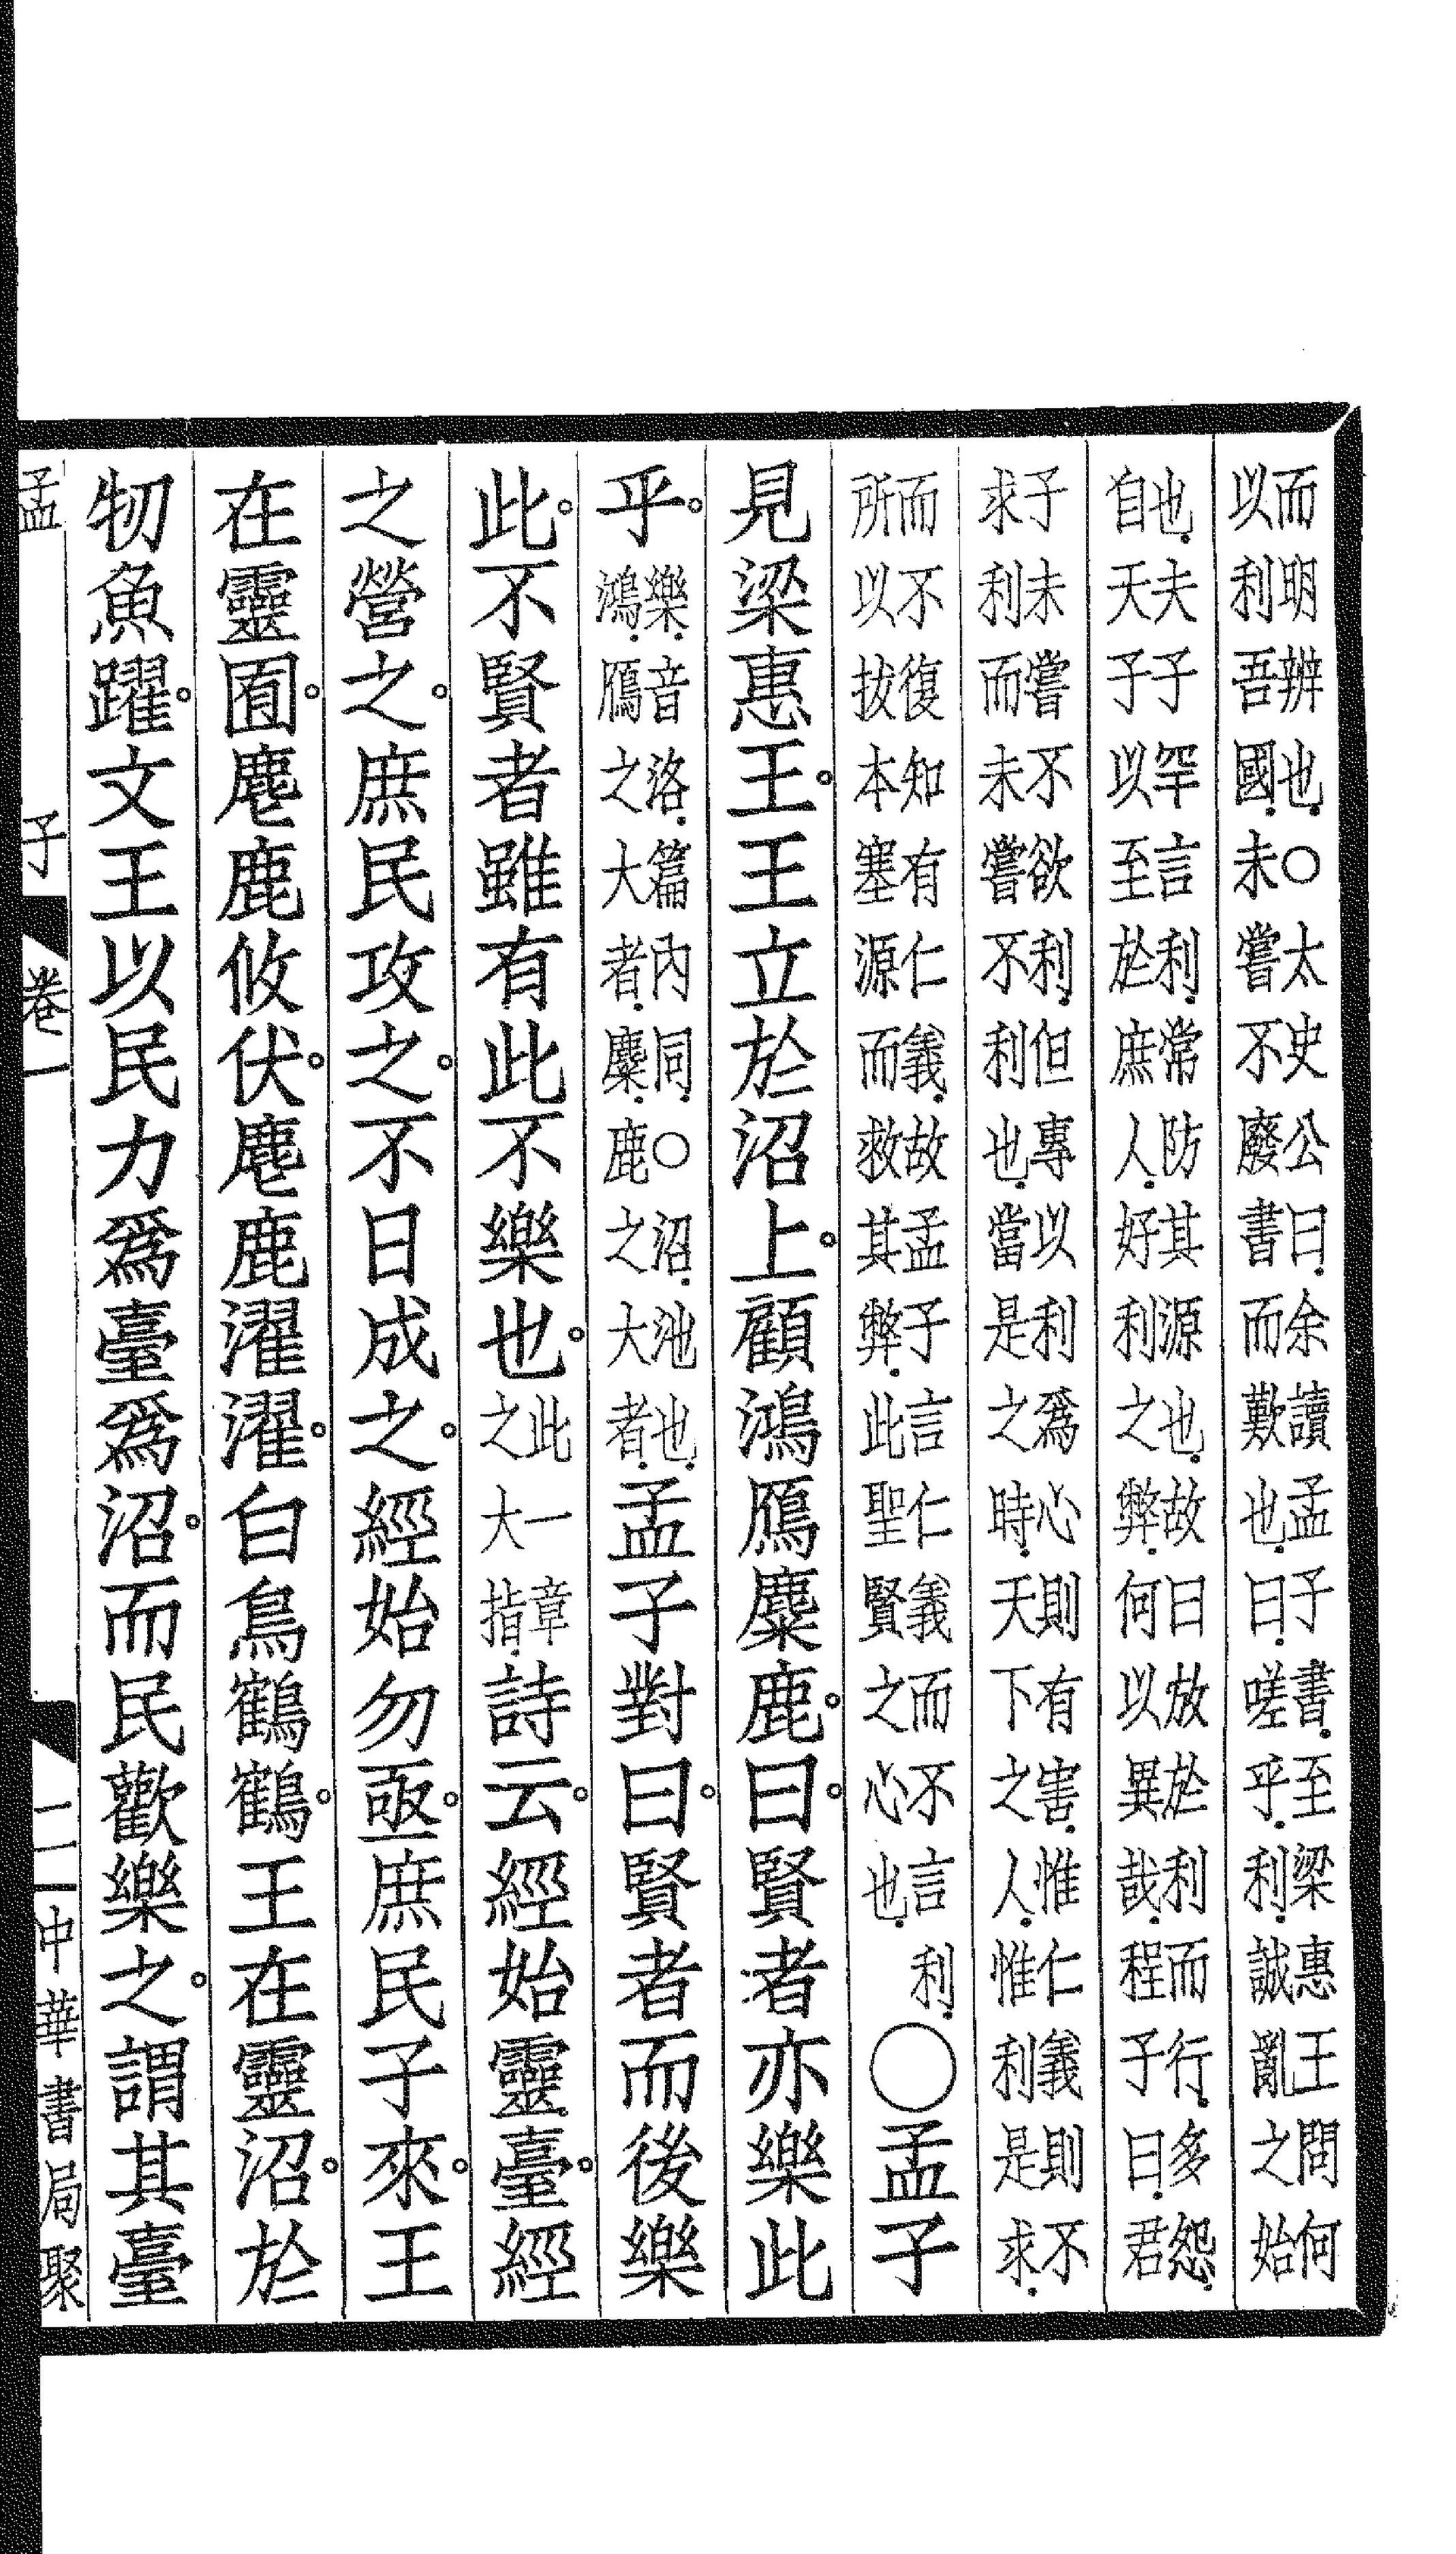 而明辨也.○太史公曰.余讀孟子書.至梁惠王問何
以利吾國.未嘗不廢書而歎也.曰.嗟乎.利.誠亂之始
也.夫子罕言利.常防其源也.故曰放於利而行.多怨.
自天子以至於庶人.好利之弊.何以異哉.程子曰.君
子未嘗不欲利.但專以利爲心則有害.惟仁義則不
求利而未嘗不利也.當是之時.天下之人.惟利是求.
而不復知有仁義.故孟子言仁義而不言利.
所以拔本塞源而救其弊.此聖賢之心也.
○孟子
見梁惠王。王立於沼上。顧鴻鴈麋鹿。曰。賢者亦樂此
乎。
樂.音洛.篇內同.○沼.池也.
鴻.鴈之大者.麋.鹿之大者.
孟子對曰。賢者而後樂
此。不賢者雖有此不樂也。
此一章
之大指.
詩云。經始靈臺。經
之營之。庶民攻之。不日成之。經始勿亟。庶民子來。王
在靈囿。麀鹿攸伏。麀鹿濯濯。白鳥鶴鶴。王在靈沼。於
牣魚躍。文王以民力爲臺爲沼。而民歡樂之。謂其臺
孟子 卷一 二 中華書局聚